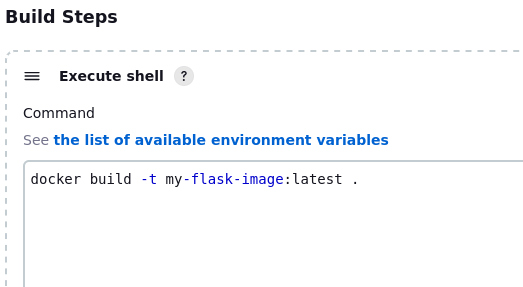 Build Steps
Execute shell ?
Command
See the list of available environment variables
docker build -t my-flask-image:latest .